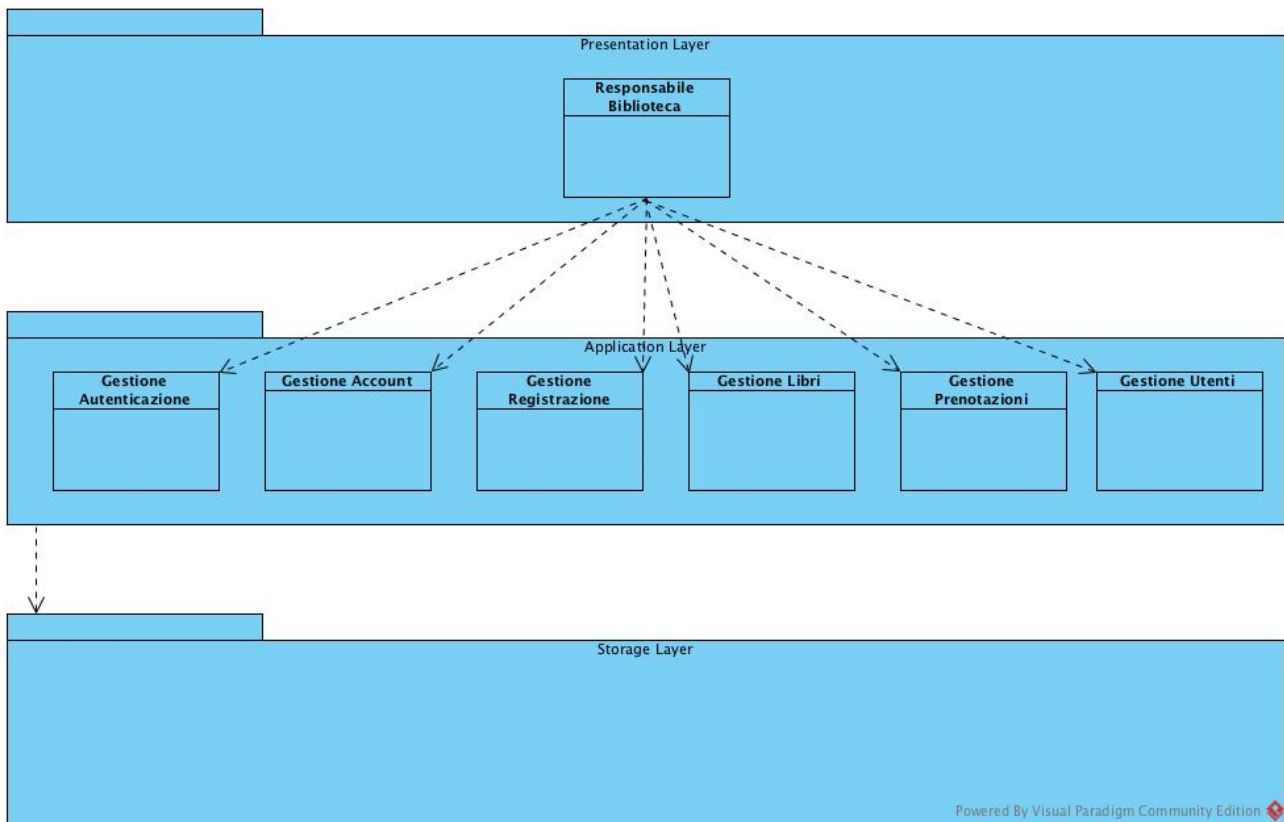 Presentation Layer
Responsabile
Biblioteca
Application Layer
Gestione
Autenticazione
Gestione Account
Gestione
Registrazione
Gestione Libri
Gestione
Prenotazioni
Gestione Utenti
Storage Layer
Powered By Visual Paradigm Community Edition